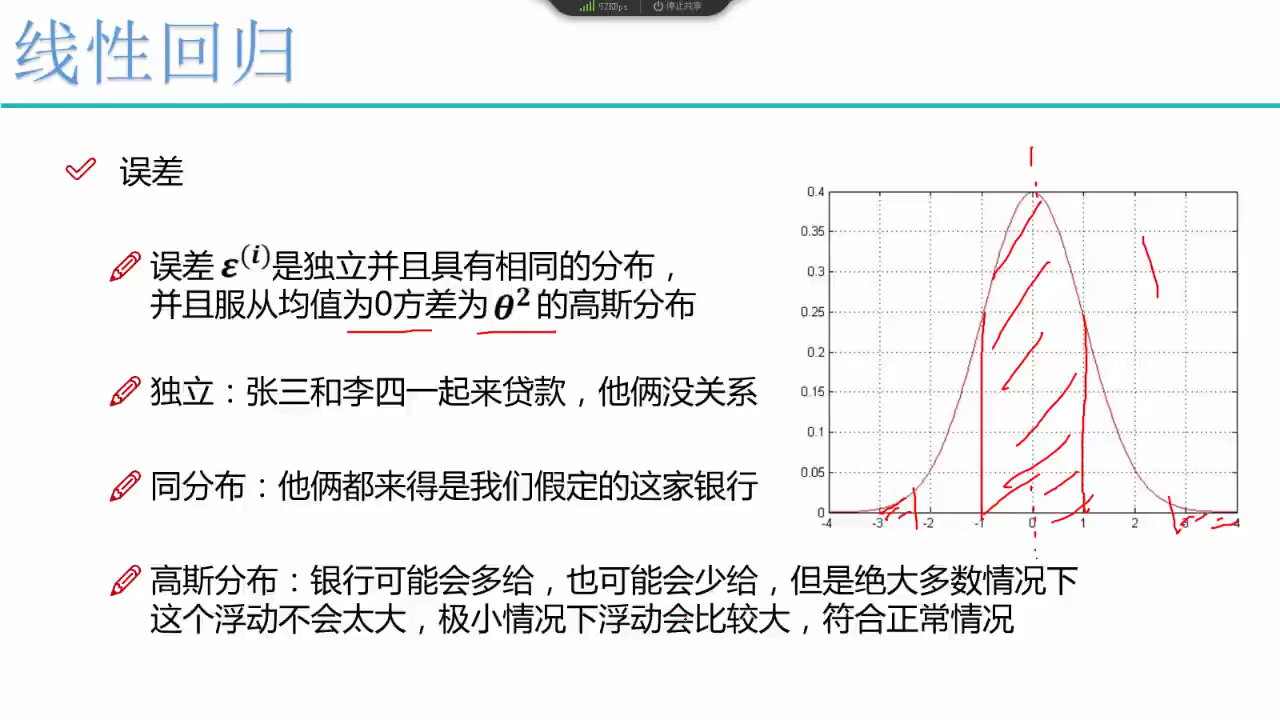 52KBps 停止共享
线性回归
误差
误差 ε(i)是独立并且具有相同的分布，
并且服从均值为0方差为 θ² 的高斯分布
独立：张三和李四一起来贷款，他俩没关系
同分布：他俩都来得是我们假定的这家银行
高斯分布：银行可能会多给，也可能会少给，但是绝大多数情况下
这个浮动不会太大，极小情况下浮动会比较大，符合正常情况
0.4
0.35
0.3
0.25
0.2
0.15
0.1
0.05
0
-4 -3 -2 -1 0 1 2 3 4